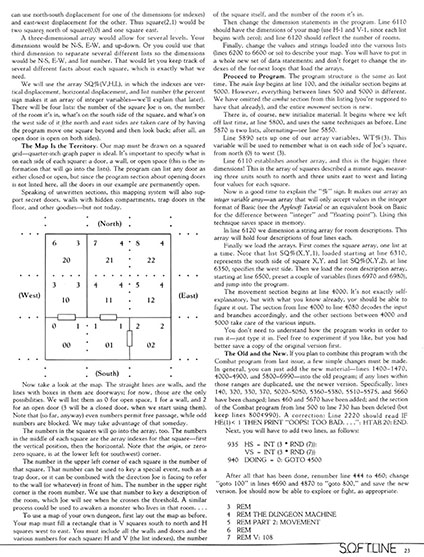 can use north-south displacement for use of the dimensions (or indexes)
and east-west displacement for the other. Thus square(2,1) would be
two squares north of square(0,0) and one square east.
A three-dimensional array would allow for several levels. Your
dimensions would be N-S, E-W, and up-down. Or you could use that
third dimension to separate several different lists so the dimensions
would be N-S, E-W, and list number. That would let you keep track of
several different facts about each square, which is exactly what we
need.
We will use the array SQ%(V,H,L), in which the indexes are ver-
tical displacement, horizontal displacement, and list number (the percent
sign makes it an array of integer variables—we'll explain that later).
There will be four lists: the number of the square Joe is on, the number
of the room it's in, what's on the south side of the square, and what's on
the west side of it (the north and east sides are taken care of by having
the program move one square beyond and then look back; after all, an
open door is open on both sides).
The Map Is the Territory. Our map must be drawn on a squared
grid—quarter-inch graph paper is ideal. It's important to specify what is
on each side of each square: a door, a wall, or open space (this is the in-
formation that will go into the lists). The program can list any door as
either closed or open, but since the program section about opening doors
is not listed here, all the doors in our example are permanently open.
Speaking of unwritten sections, this mapping system will also sup-
port secret doors, walls with hidden compartments, trap doors in the
floor, and other goodies—but not today.
(North)
6 3 7 4 8 4
20 21 22
3 3 4 4 5 4
(West) 10 11 12 (East)
0 1 1 2 2
00 01 02
(South)
Now take a look at the map. The straight lines are walls, and the
lines with boxes in them are doorways; for now, those are the only
possibilities. We will list them as 0 for open space, 1 for a wall, and 2
for an open door (3 will be a closed door, when we start using them).
Note that (so far, anyway) even numbers permit free passage, while odd
numbers are blocked. We may take advantage of that someday.
The numbers in the squares will go into the array, too. The numbers
in the middle of each square are the array indexes for that square—first
the vertical position, then the horizontal. Note that the origin, or zero-
zero square, is at the lower left (or southwest) corner.
The number in the upper left corner of each square is the number of
that square. That number can be used to key a special event, such as a
trap door, or it can be combined with the direction Joe is facing to refer
to the wall (or whatever) in front of him. The number in the upper right
corner is the room number. We use that number to key a description of
the room, which Joe will see when he crosses the threshold. A similar
process could be used to awaken a monster who lives in that room. . . .
To use a map of your own dungeon, first lay out the map as before.
Your map must fill a rectangle that is V squares south to north and H
squares west to east. You must include all the walls and doors and the
various numbers for each square: H and V (the list indexes), the number
of the square itself, and the number of the room it's in.
Then change the dimension statements in the program. Line 6110
should have the dimensions of your map (use H-1 and V-1, since each list
begins with zero); and line 6120 should reflect the number of rooms.
Finally, change the values and strings loaded into the various lists
(lines 6200 to 6600 or so) to describe your map. You will also have to put in
a whole new set of data statements; and don't forget to change the in-
dexes of the for-next loops that load the arrays.
Proceed to Program. The program structure is the same as last
time. The main loop begins at line 100, and the initialize section begins at
5000. However, everything between lines 500 and 5000 is different.
We have omitted the combat section from this listing (you're supposed to
have that already), and the entire movement section is new.
There is, of course, new initialize material. It begins where we left
off last time, at line 5800, and uses the same techniques as before. Line
5870 is two lists, alternating—see line 5850.
Line 5890 sets up one of our array variables, WT$(3). This
variable will be used to remember what is on each side of Joe's square,
from north (0) to west (3).
Line 6110 establishes another array, and this is the biggie: three
dimensions! This is the array of squares described a minute ago, measur-
ing three units south to north and three units east to west and listing
four values for each square.
Now is a good time to explain the "%" sign. It makes our array an
integer variable array—an array that will only accept values in the integer
format of Basic (see the Applesoft Tutorial or an equivalent book on Basic
for the difference between "integer" and "floating point"). Using this
technique saves space in memory.
In line 6120 we dimension a string array for room descriptions. This
array will hold four descriptions of four lines each.
Finally we load the arrays. First comes the square array, one list at
a time. Note that list SQ%(X,Y,1), loaded starting at line 6310,
represents the south side of square X,Y, and list SQ%(X,Y,2), at line
6350, specifies the west side. Then we load the room description array,
starting at line 6500, preset a couple of variables (lines 6970 and 6980),
and jump into the program.
The movement section begins at line 4000. It's not exactly self-
explanatory, but with what you know already, you should be able to
figure it out. The section from line 4000 to 4080 decodes the input
and branches accordingly, and the other sections between 4000 and
5000 take care of the various inputs.
You don't need to understand how the program works in order to
run it—just type it in. Feel free to experiment if you like, but you had
better save a copy of the original version first.
The Old and the New. If you plan to combine this program with the
Combat program from last issue, a few simple changes must be made.
In general, you can just add the new material—lines 1400-1470,
4000-4900, and 5800-6990—into the old program; if any lines within
those ranges are duplicated, use the newer version. Specifically, lines
140, 320, 350, 370, 5020-5050, 5360-5380, 5510-5575, and 5660
have been changed; lines 460 and 5670 have been added; and the section
of the Combat program from line 500 to line 730 has been deleted (but
keep lines 800-4990). A correction: Line 2220 should read IF
HE(1)< 1 THEN PRINT "OOPS! TOO BAD. . .": HTAB 20: END.
Next, you will have to add two lines, as follows:
935 HS = INT (3 * RND (7)):
VS = INT (3 * RND (7))
940 DOING = 0: GOTO 4500
After all that has been done, renumber line 444 to 460; change
"goto 100" in lines 4690 and 4870 to "goto 800," and save the new
version. Joe should now be able to explore or fight, as appropriate.
3 REM
4 REM THE DUNGEON MACHINE
5 REM PART 2: MOVEMENT
6 REM
7 REM V: 108
SOFTLINE 23